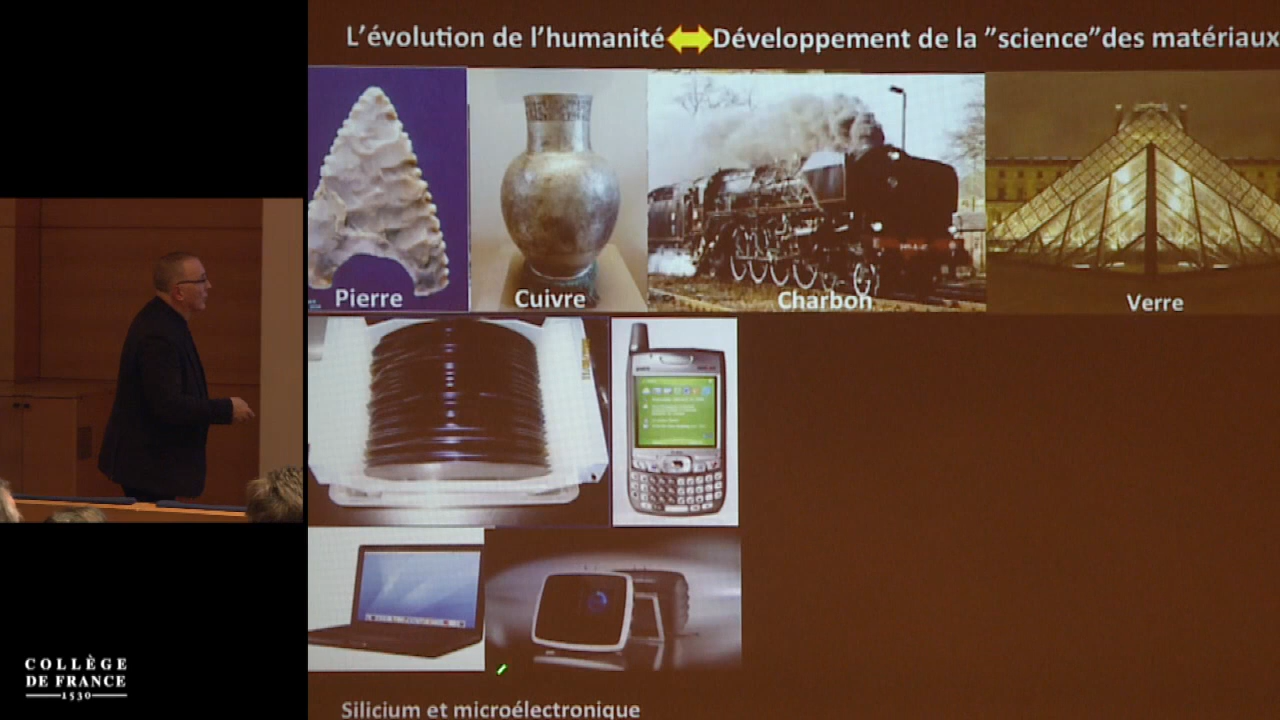 L'évolution de l'humanité Développement de la "science"des matériaux
Pierre
Cuivre
Charbon
Verre
Silicium et microélectronique
COLLÈGE
DE FRANCE
1530